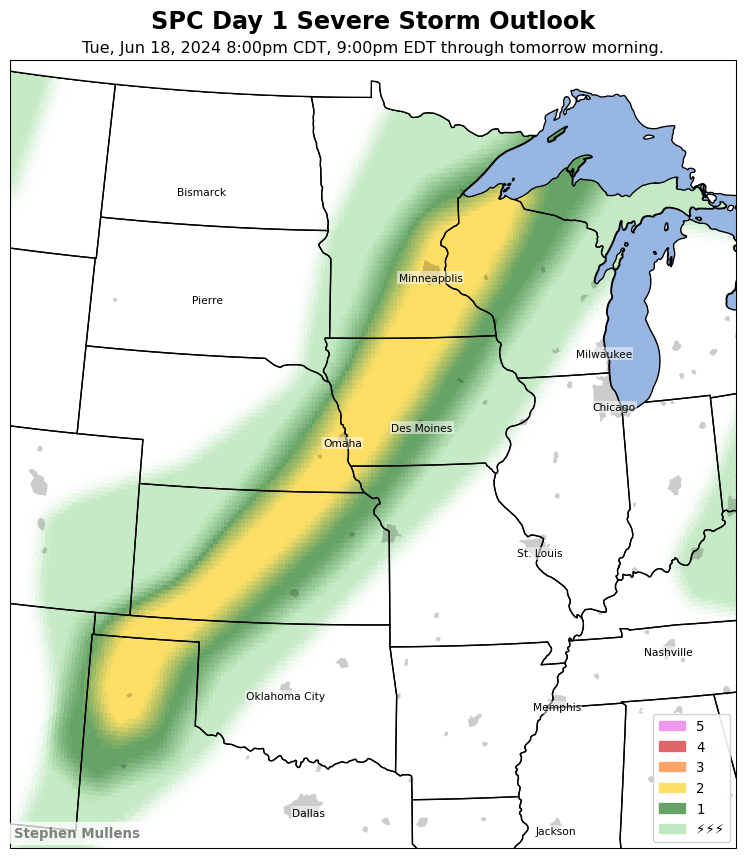 SPC Day 1 Severe Storm Outlook
Tue, Jun 18, 2024 8:00pm CDT, 9:00pm EDT through tomorrow morning.
Bismarck
Minneapolis
Pierre
Milwaukee
Chicago
Des Moines
Omaha
St. Louis
Nashville
Oklahoma City
Memphis
5
4
3
2
1
⚡⚡⚡
Dallas
Jackson
Stephen Mullens